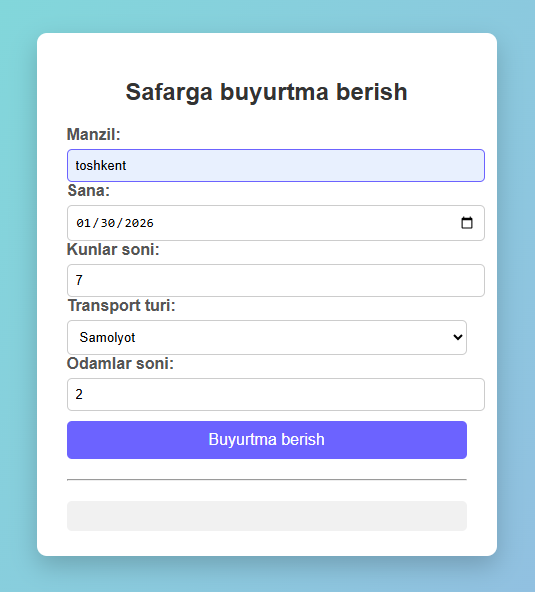 Safarga buyurtma berish
Manzil:
toshkent
Sana:
01/30/2026
Kunlar soni:
7
Transport turi:
Samolyot
Odamlar soni:
2
Buyurtma berish